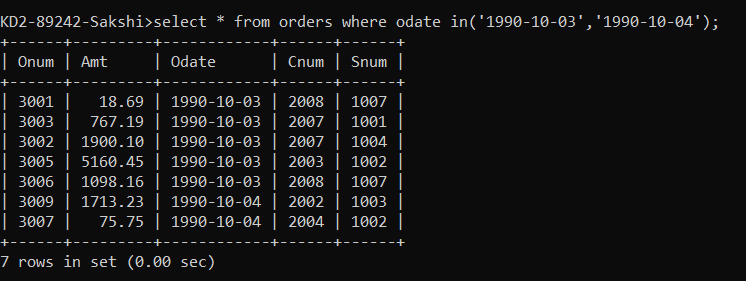 KD2-89242-Sakshi>select * from orders where odate in('1990-10-03','1990-10-04');
+------+---------+------------+------+------+
| Onum | Amt     | Odate      | Cnum | Snum |
+------+---------+------------+------+------+
| 3001 |   18.69 | 1990-10-03 | 2008 | 1007 |
| 3003 |  767.19 | 1990-10-03 | 2007 | 1001 |
| 3002 | 1900.10 | 1990-10-03 | 2007 | 1004 |
| 3005 | 5160.45 | 1990-10-03 | 2003 | 1002 |
| 3006 | 1098.16 | 1990-10-03 | 2008 | 1007 |
| 3009 | 1713.23 | 1990-10-04 | 2002 | 1003 |
| 3007 |   75.75 | 1990-10-04 | 2004 | 1002 |
+------+---------+------------+------+------+
7 rows in set (0.00 sec)